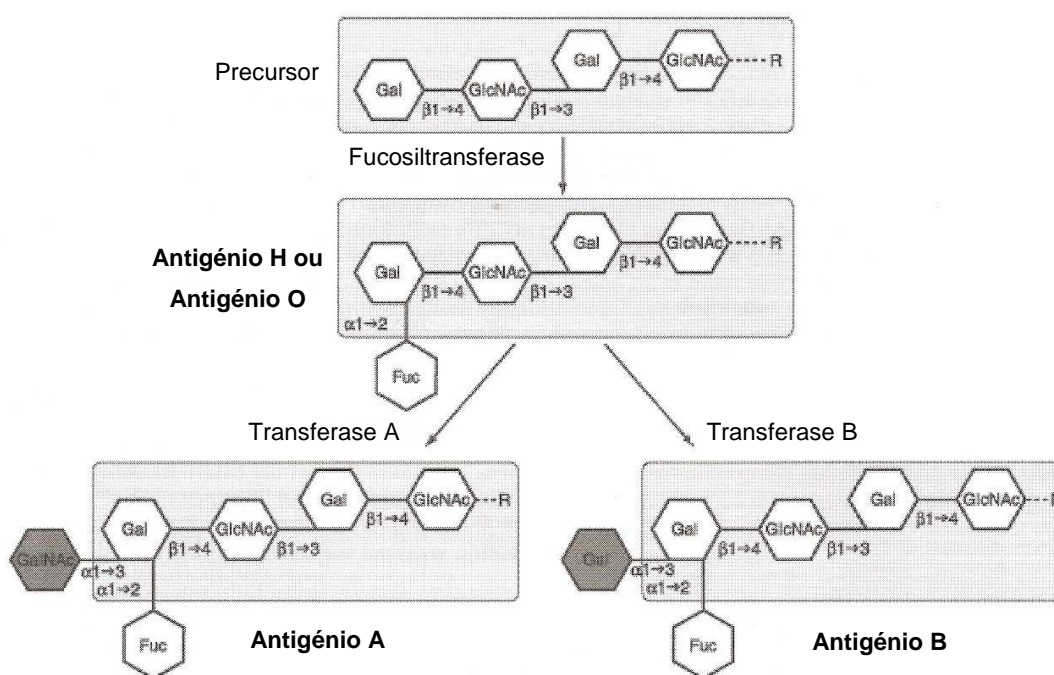 Precursor
Gal
GlcNAc
Gal
GlcNAc
R
β1→4
β1→3
β1→4
Fucosiltransferase
Antigénio H ou
Antigénio O
Gal
GlcNAc
Gal
GlcNAc
R
β1→4
β1→3
β1→4
α1→2
Fuc
Transferase A
Transferase B
GalNAc
Gal
GlcNAc
Gal
GlcNAc
R
α1→3
α1→2
β1→4
β1→3
β1→4
Fuc
Antigénio A
Gal
Gal
GlcNAc
Gal
GlcNAc
α1→3
α1→2
β1→4
β1→3
β1→4
Fuc
Antigénio B